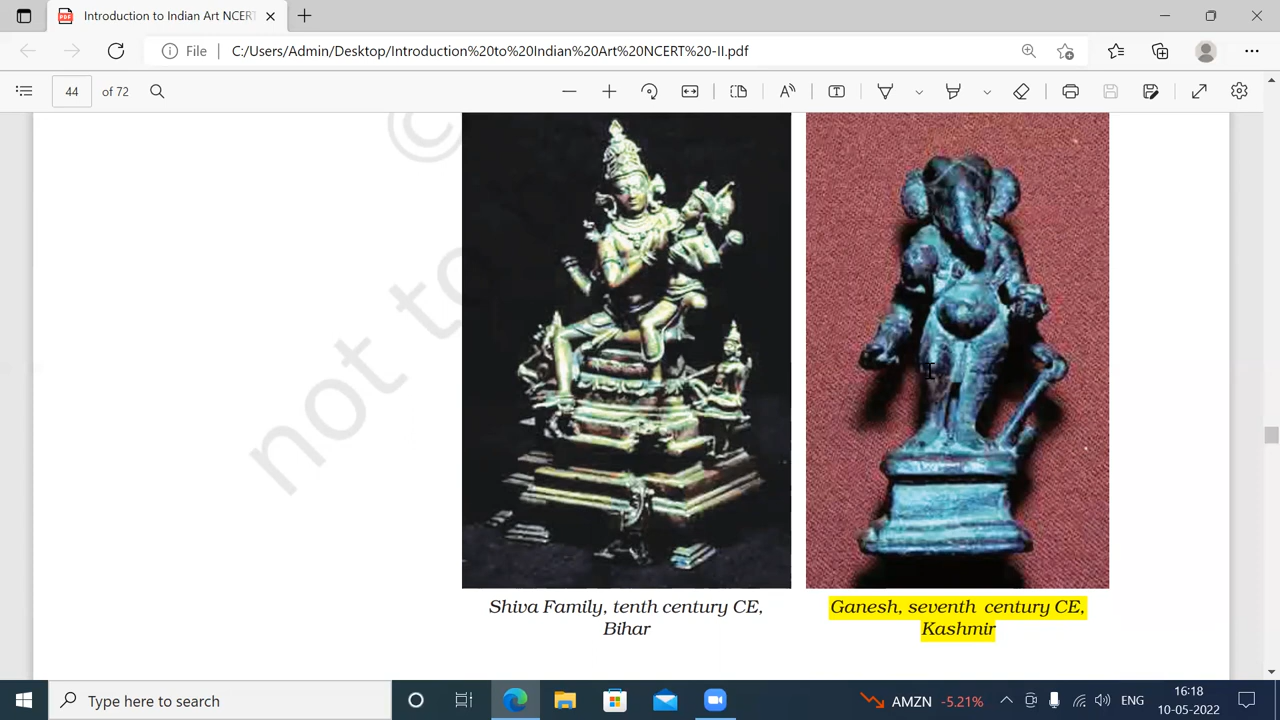 Introduction to Indian Art NCER
File
C:/Users/Admin/Desktop/Introduction%20to%20Indian%20Art%20NCERT%20-II.pdf
44 of 72
©
not to
Shiva Family, tenth century CE,
Bihar
Ganesh, seventh century CE,
Kashmir
Type here to search
AMZN -5.21%
ENG
16:18
10-05-2022